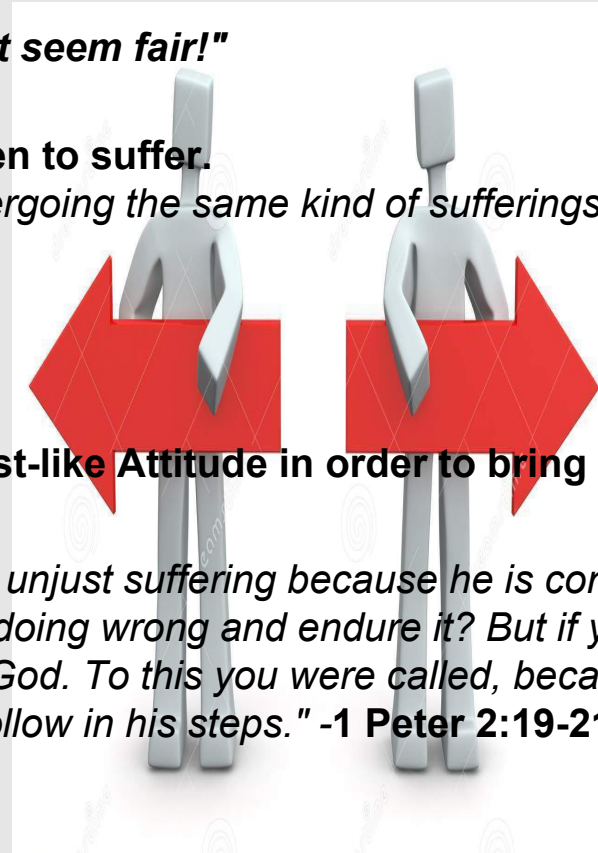 t seem fair!"
en to suffer.
ergoing the same kind of sufferings
st-like Attitude in order to bring
unjust suffering because he is con
doing wrong and endure it? But if y
God. To this you were called, beca
ollow in his steps." -1 Peter 2:19-21